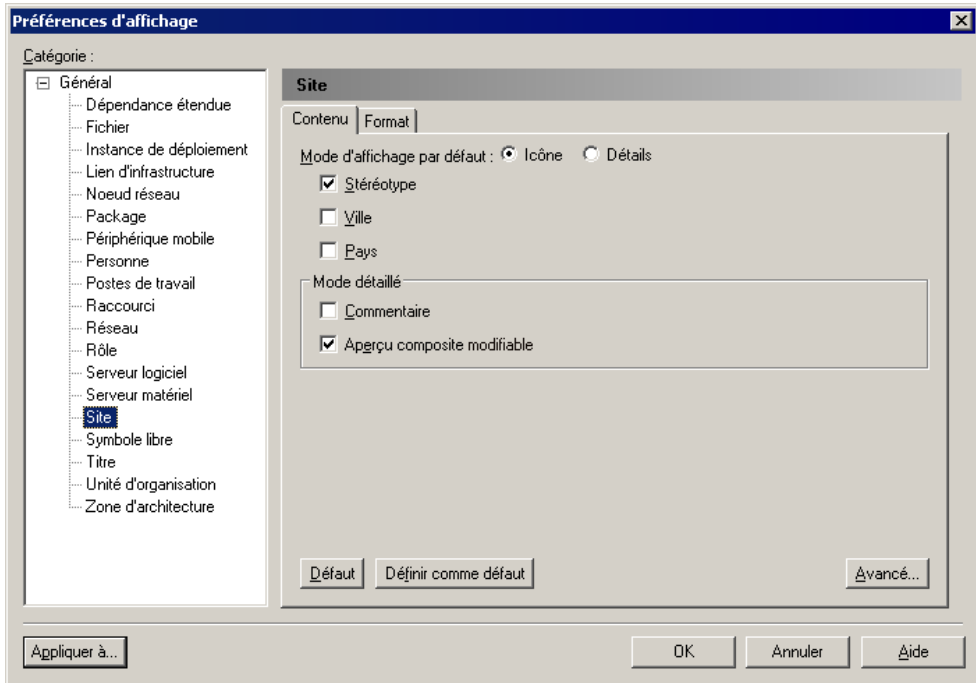 Préférences d'affichage
Catégorie :
Général
Dépendance étendue
Fichier
Instance de déploiement
Lien d'infrastructure
Noeud réseau
Package
Périphérique mobile
Personne
Postes de travail
Raccourci
Réseau
Rôle
Serveur logiciel
Serveur matériel
Site
Symbole libre
Titre
Unité d'organisation
Zone d'architecture
Site
Contenu Format
Mode d'affichage par défaut : Icône Détails
Stéréotype
Ville
Pays
Mode détaillé
Commentaire
Aperçu composite modifiable
Défaut Définir comme défaut Avancé...
Appliquer à... OK Annuler Aide